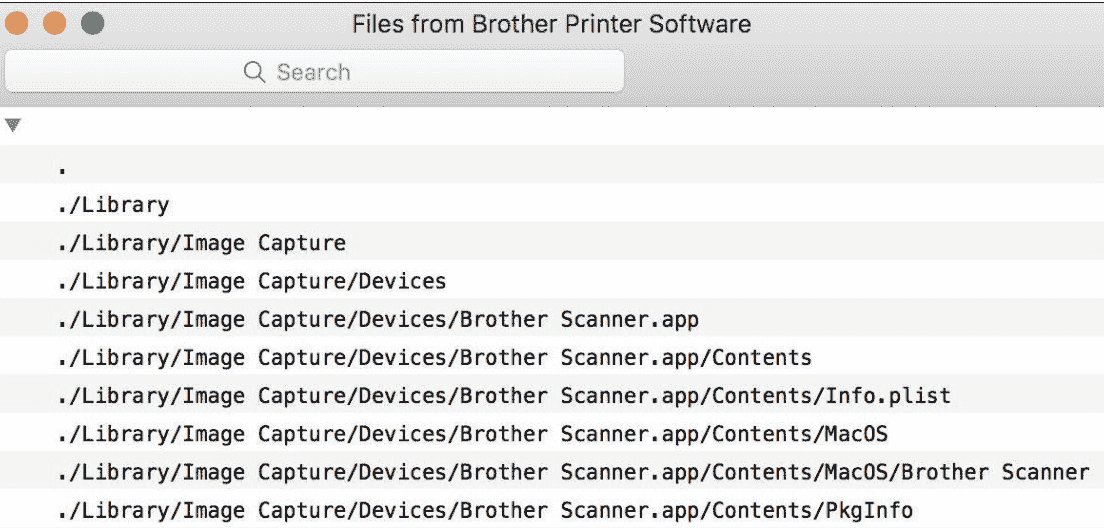 Files from Brother Printer Software
Search
.
./Library
./Library/Image Capture
./Library/Image Capture/Devices
./Library/Image Capture/Devices/Brother Scanner.app
./Library/Image Capture/Devices/Brother Scanner.app/Contents
./Library/Image Capture/Devices/Brother Scanner.app/Contents/Info.plist
./Library/Image Capture/Devices/Brother Scanner.app/Contents/MacOS
./Library/Image Capture/Devices/Brother Scanner.app/Contents/MacOS/Brother Scanner
./Library/Image Capture/Devices/Brother Scanner.app/Contents/PkgInfo